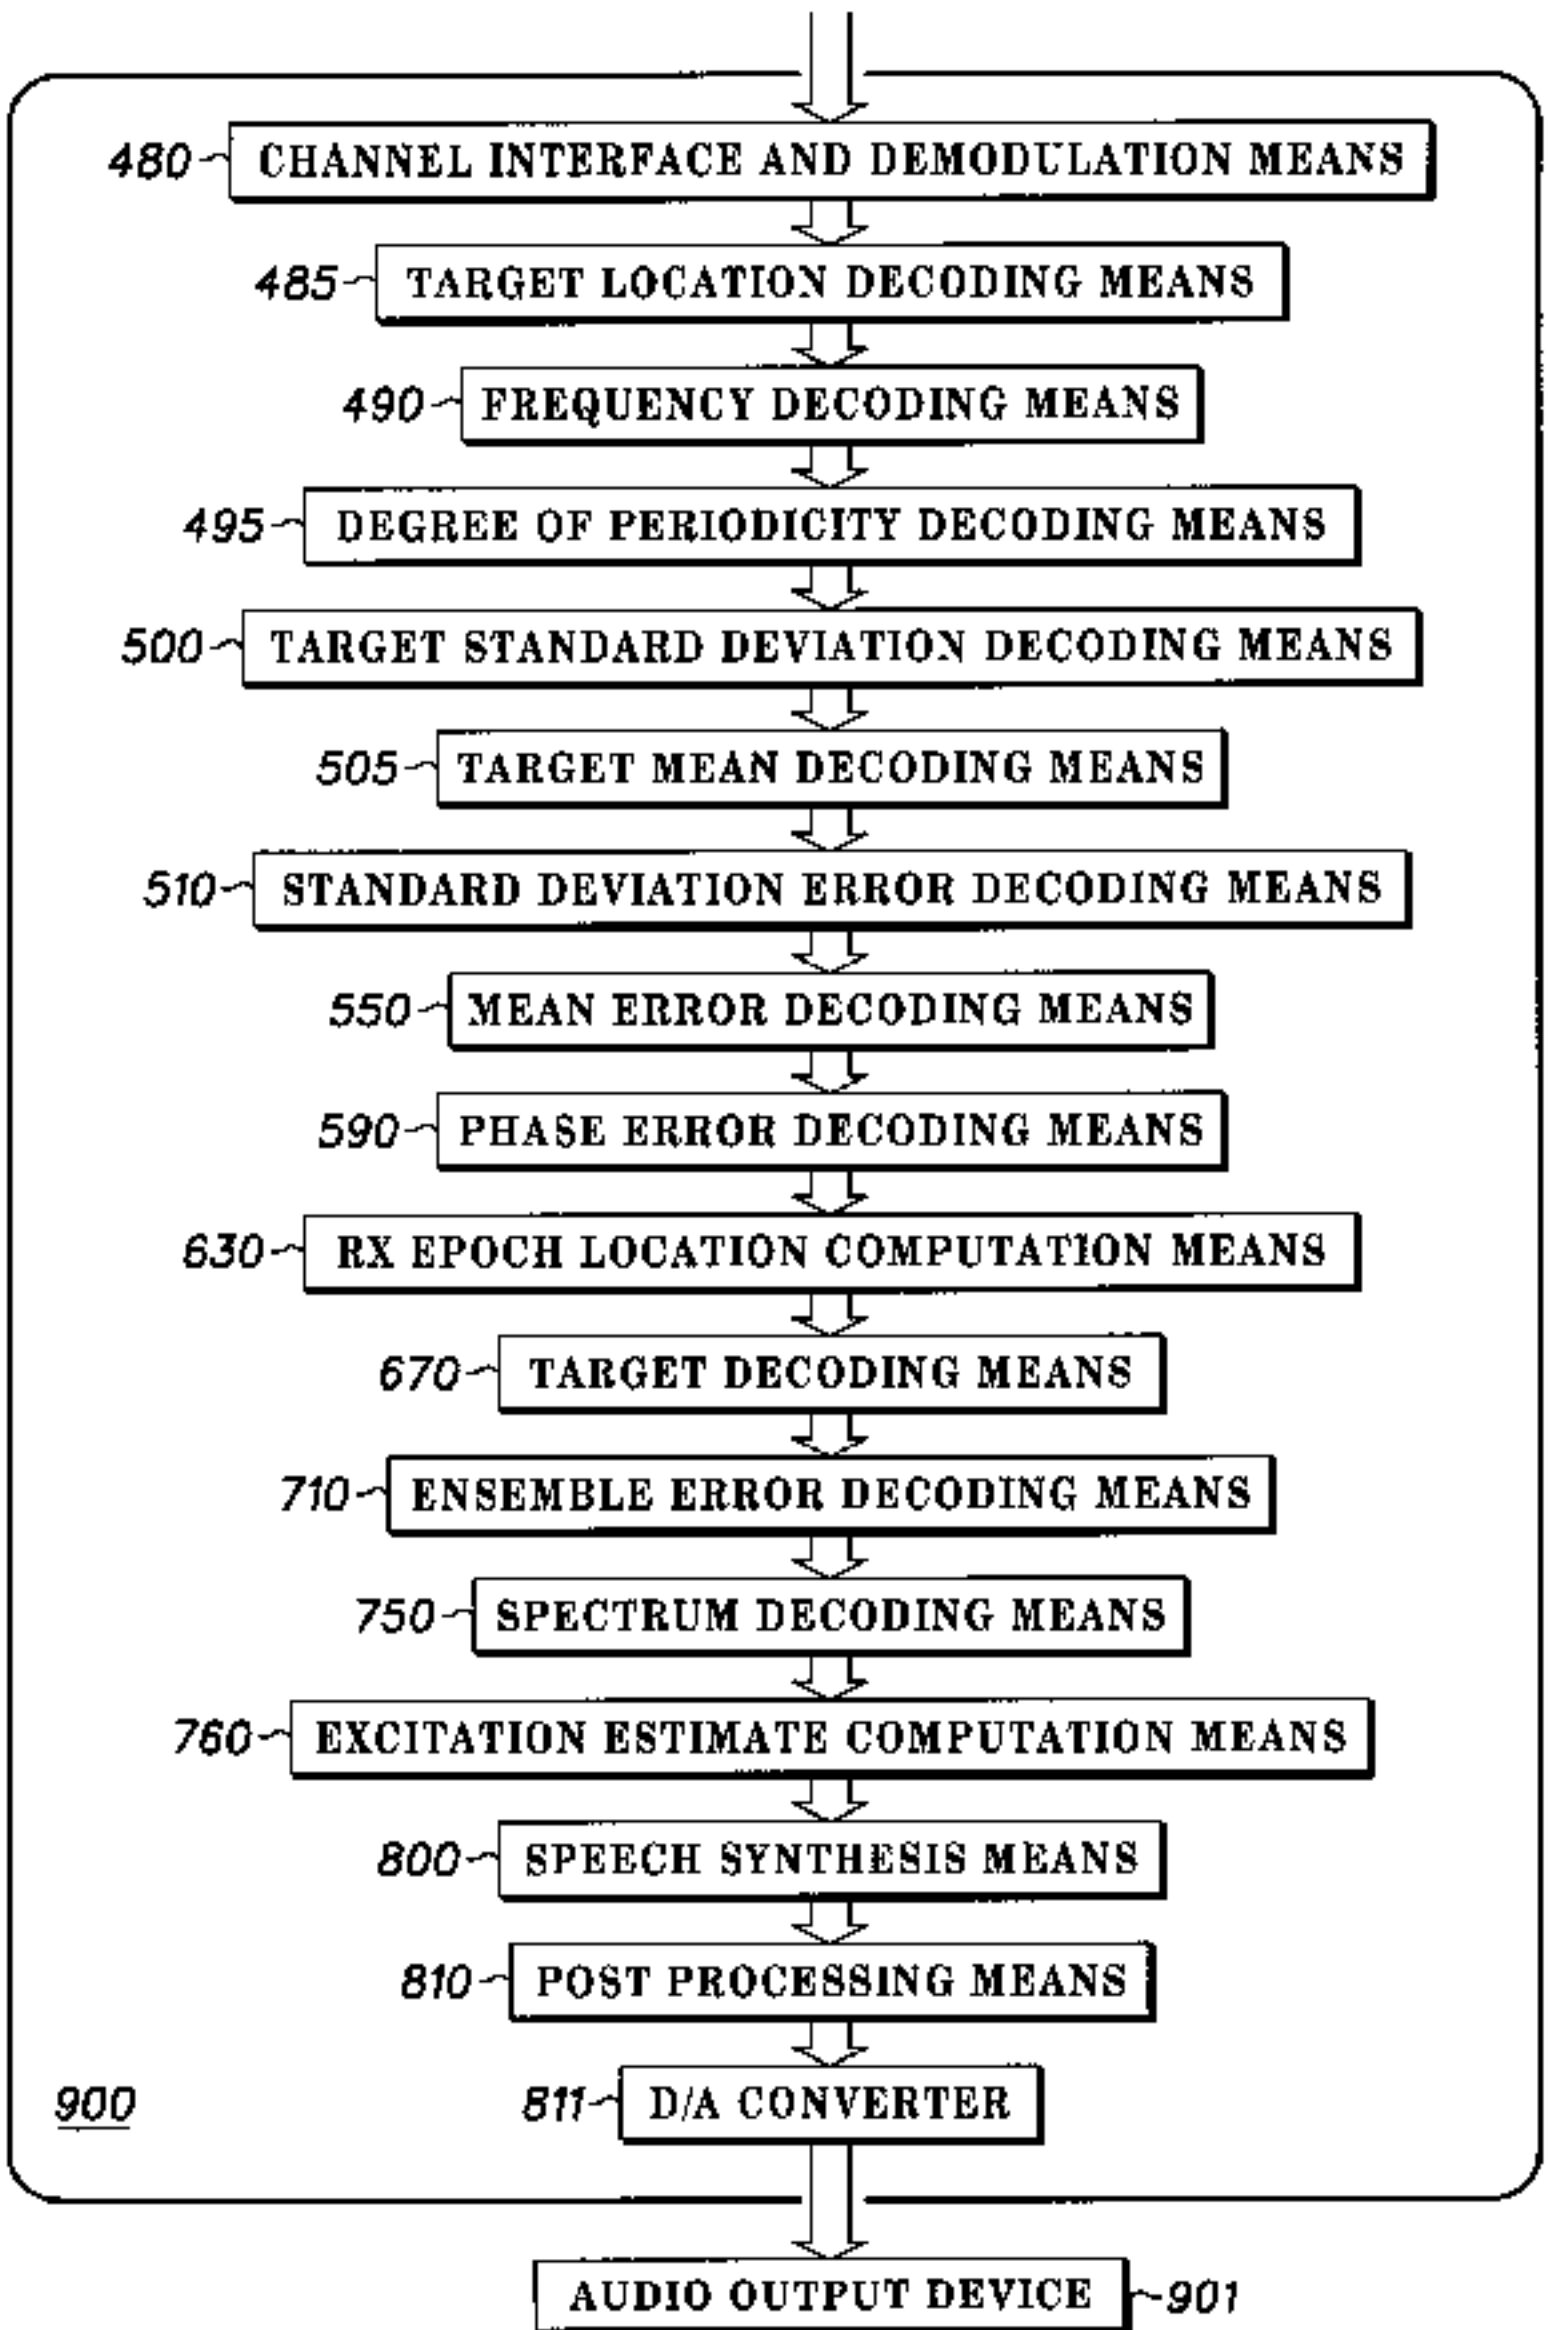 480 CHANNEL INTERFACE AND DEMODULATION MEANS
485 TARGET LOCATION DECODING MEANS
490 FREQUENCY DECODING MEANS
495 DEGREE OF PERIODICITY DECODING MEANS
500 TARGET STANDARD DEVIATION DECODING MEANS
505 TARGET MEAN DECODING MEANS
510 STANDARD DEVIATION ERROR DECODING MEANS
550 MEAN ERROR DECODING MEANS
590 PHASE ERROR DECODING MEANS
630 RX EPOCH LOCATION COMPUTATION MEANS
670 TARGET DECODING MEANS
710 ENSEMBLE ERROR DECODING MEANS
750 SPECTRUM DECODING MEANS
760 EXCITATION ESTIMATE COMPUTATION MEANS
800 SPEECH SYNTHESIS MEANS
810 POST PROCESSING MEANS
900 811 D/A CONVERTER
AUDIO OUTPUT DEVICE 901